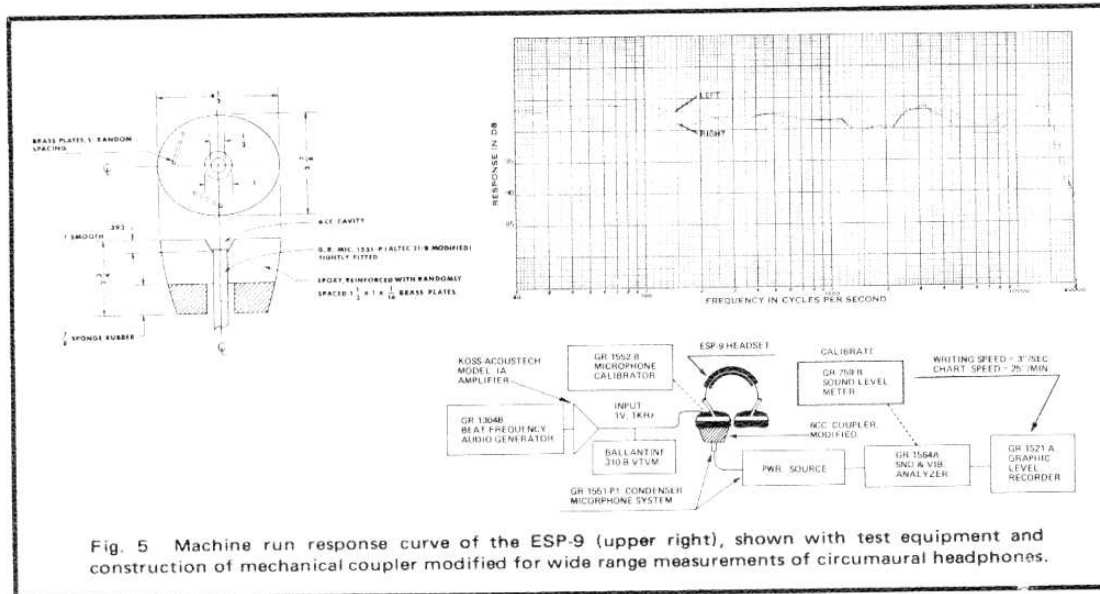 BRASS PLATES, L. RANDOM
SPACING
.393
SMOOTH
6CC CAVITY
G. R. MIC. 1551-P1 (ALTEC 21-B MODIFIED)
TIGHTLY FITTED
EPOXY REINFORCED WITH RANDOMLY
BRASS PLATES
SPONGE RUBBER
RESPONSE IN DB
LEFT
RIGHT
100
1000
10000
FREQUENCY IN CYCLES PER SECOND
KOSS ACOUSTECH
MODEL 1A
AMPLIFIER
GR 1304B
BEAT FREQUENCY
AUDIO GENERATOR
INPUT
1V, 1KHz
BALLANTINE
310 B VTVM
GR 1552 B
MICROPHONE
CALIBRATOR
ESP-9 HEADSET
6CC COUPLER,
MODIFIED
GR 1551-P1 CONDENSER
MICORPHONE SYSTEM
PWR. SOURCE
CALIBRATE
GR 759 B
SOUND LEVEL
METER
GR 1564A
SND & VIB.
ANALYZER
WRITING SPEED - 3"/SEC
CHART SPEED - 25"/MIN
GR 1521 A
GRAPHIC
LEVEL
RECORDER
Fig. 5 Machine run response curve of the ESP-9 (upper right), shown with test equipment and
construction of mechanical coupler modified for wide range measurements of circumaural headphones.